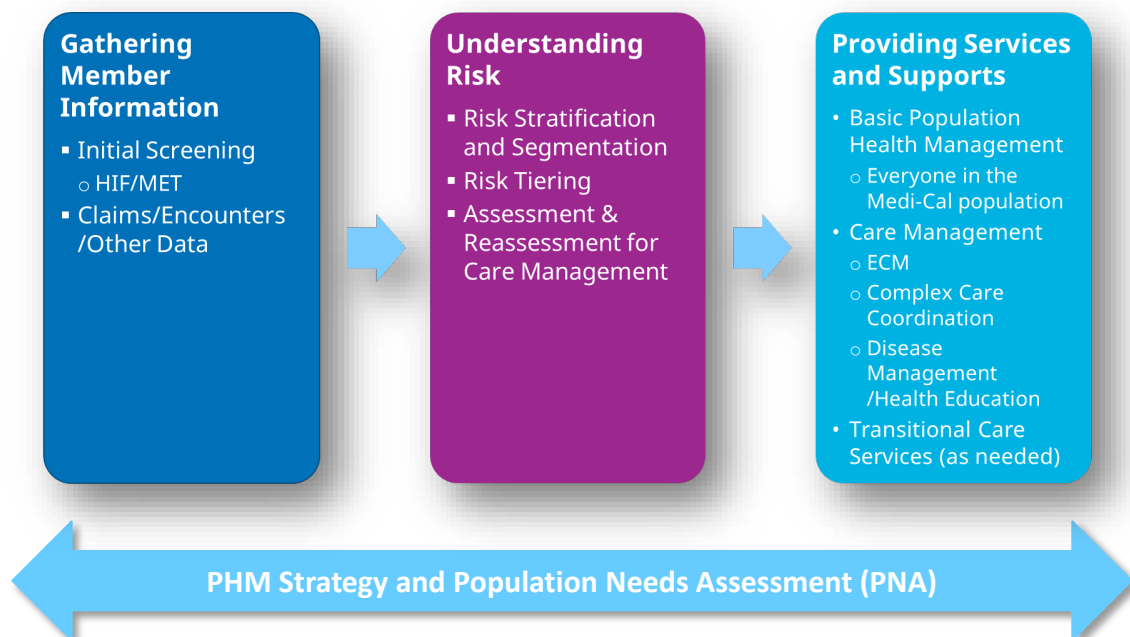 Gathering
Member
Information
▪ Initial Screening
o HIF/MET
▪ Claims/Encounters
/Other Data
Understanding
Risk
▪ Risk Stratification
and Segmentation
▪ Risk Tiering
▪ Assessment &
Reassessment for
Care Management
Providing Services
and Supports
• Basic Population
Health Management
o Everyone in the
Medi-Cal population
• Care Management
o ECM
o Complex Care
Coordination
o Disease
Management
/Health Education
• Transitional Care
Services (as needed)
PHM Strategy and Population Needs Assessment (PNA)